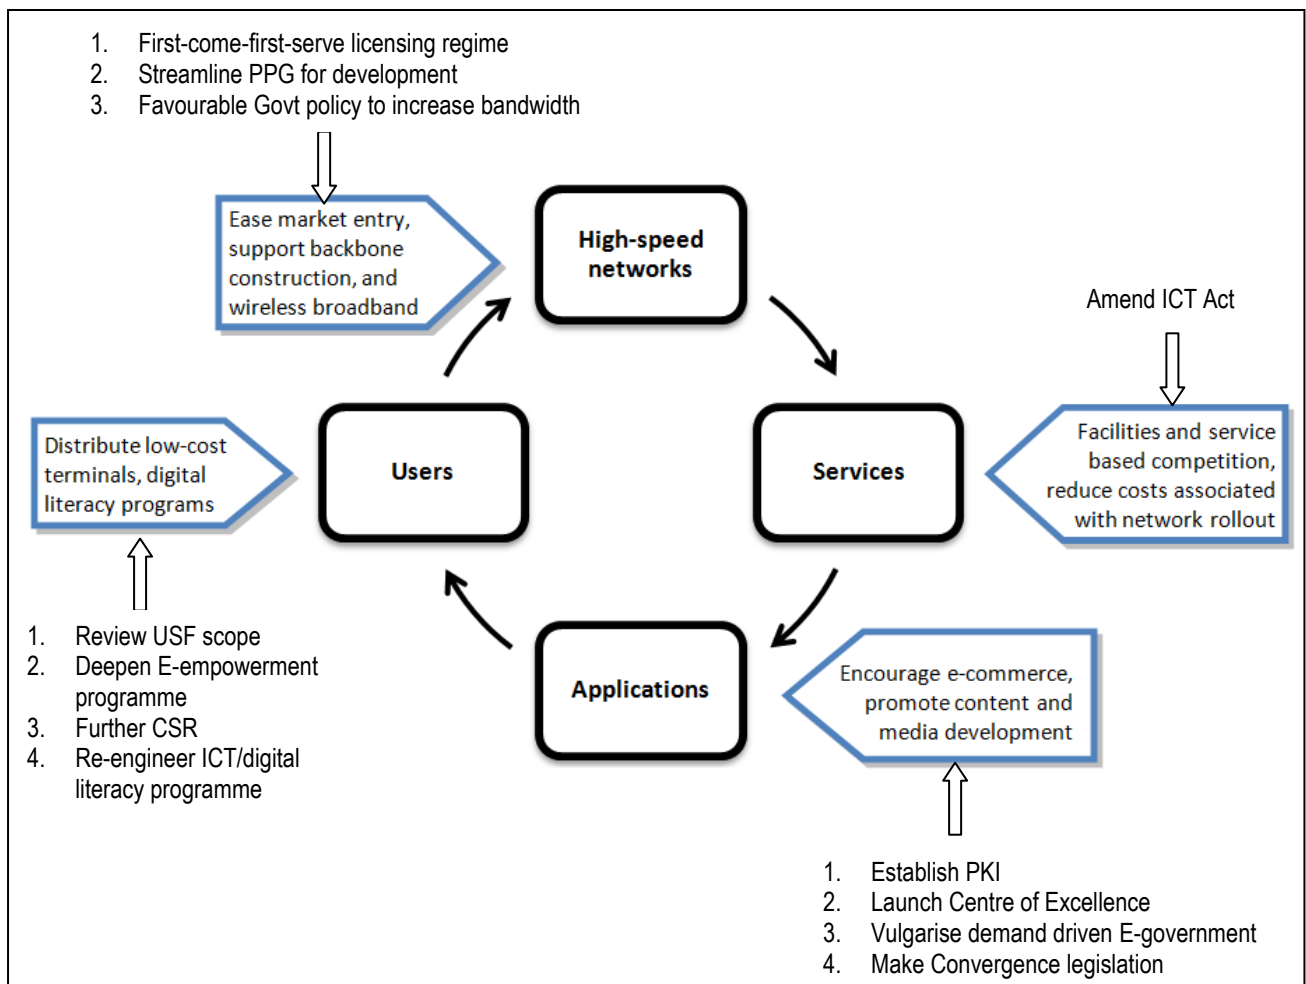 1. First-come-first-serve licensing regime
2. Streamline PPG for development
3. Favourable Govt policy to increase bandwidth
Ease market entry,
support backbone
construction, and
wireless broadband
High-speed
networks
Amend ICT Act
Distribute low-cost
terminals, digital
literacy programs
Users
Services
Facilities and service
based competition,
reduce costs associated
with network rollout
1. Review USF scope
2. Deepen E-empowerment
programme
3. Further CSR
4. Re-engineer ICT/digital
literacy programme
Applications
Encourage e-commerce,
promote content and
media development
1. Establish PKI
2. Launch Centre of Excellence
3. Vulgarise demand driven E-government
4. Make Convergence legislation